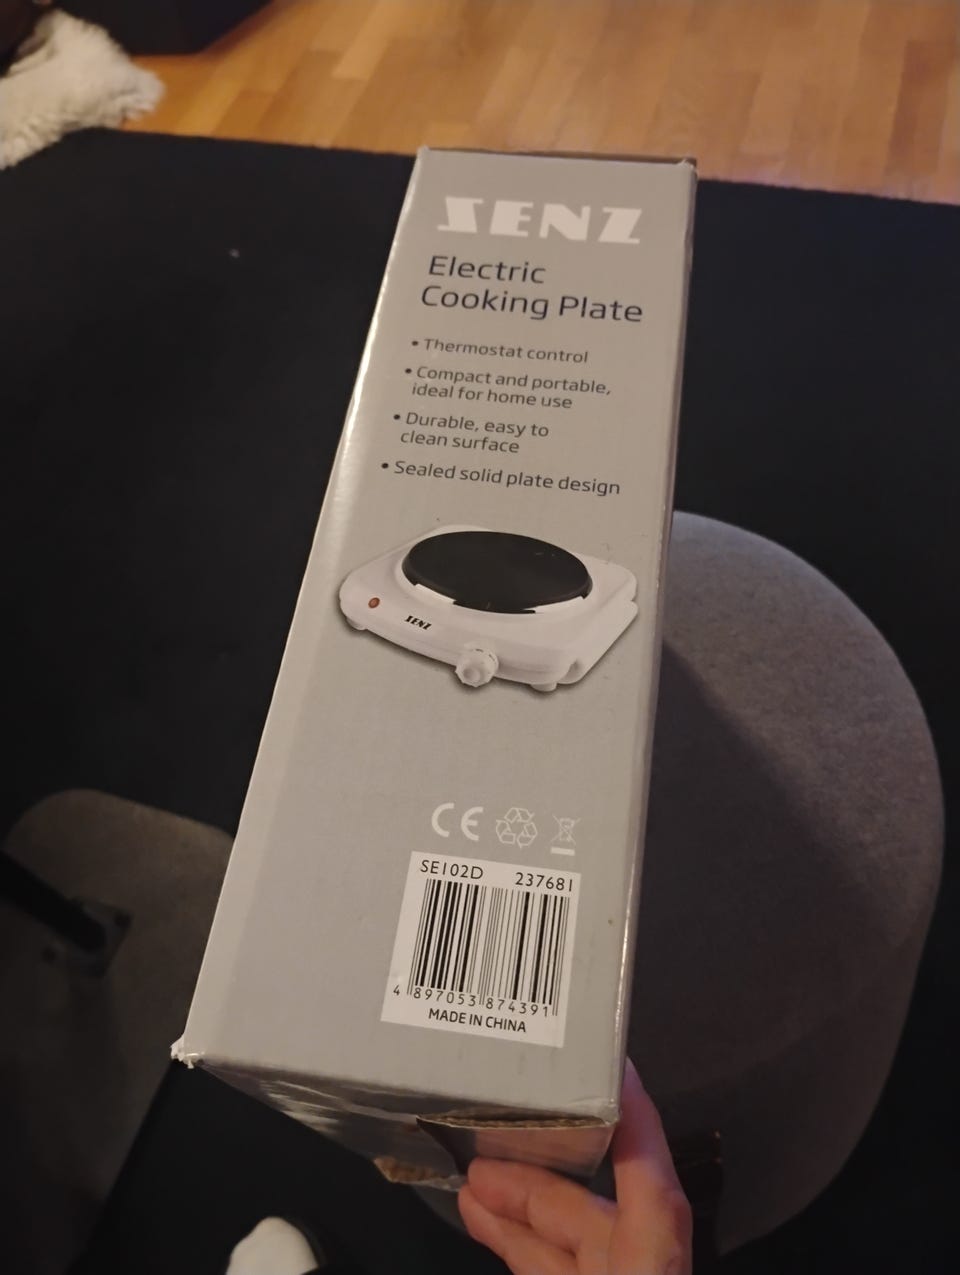 SENZ
Electric
Cooking Plate
• Thermostat control
• Compact and portable,
ideal for home use
• Durable, easy to
clean surface
• Sealed solid plate design
SENZ
CE
SE102D 237681
4 897053 874391
MADE IN CHINA